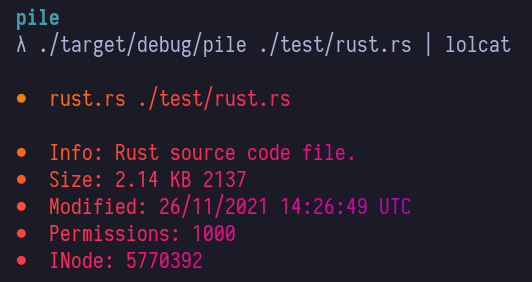 pile
λ ./target/debug/pile ./test/rust.rs | lolcat
● rust.rs ./test/rust.rs
● Info: Rust source code file.
● Size: 2.14 KB 2137
● Modified: 26/11/2021 14:26:49 UTC
● Permissions: 1000
● INode: 5770392